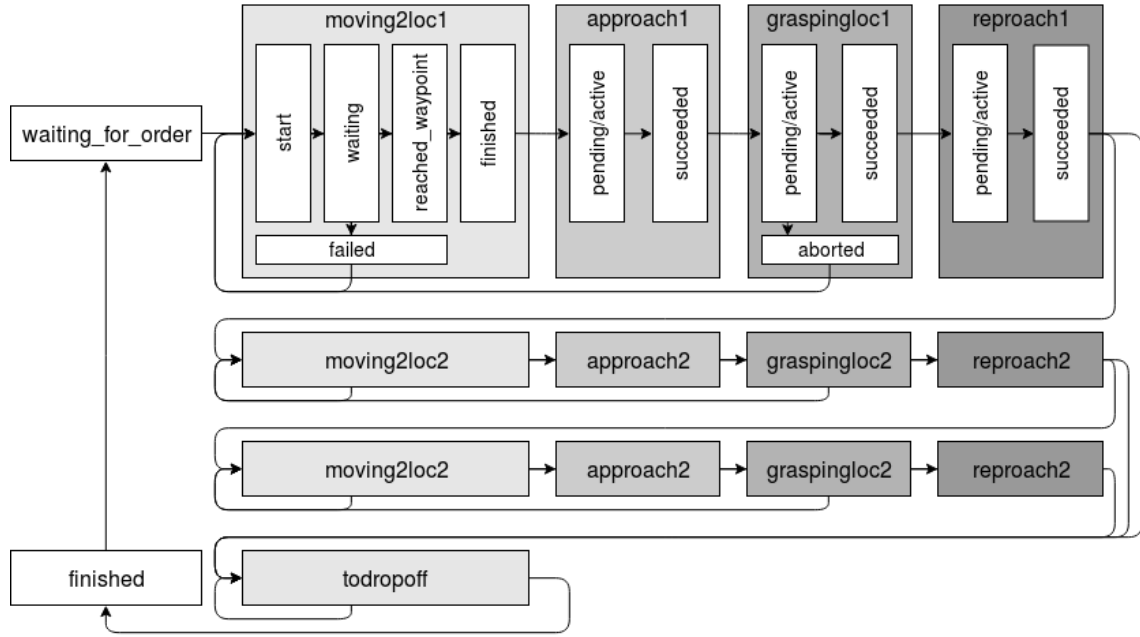 moving2loc1
approach1
graspingloc1
reproach1
waiting_for_order
start
waiting
reached_waypoint
finished
failed
pending/active
succeeded
pending/active
succeeded
aborted
pending/active
succeeded
moving2loc2
approach2
graspingloc2
reproach2
moving2loc2
approach2
graspingloc2
reproach2
finished
todropoff